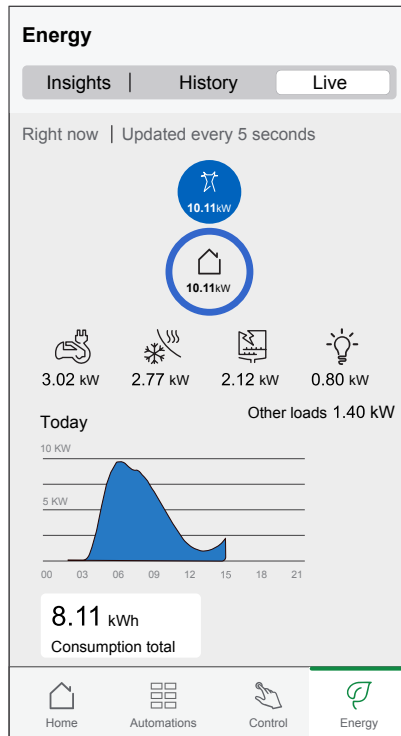 Energy
Insights | History Live
Right now | Updated every 5 seconds
10.11kW
10.11kW
3.02 kW 2.77 kW 2.12 kW 0.80 kW
Other loads 1.40 kW
Today
10 KW
5 KW
00 03 06 09 12 15 18 21
8.11 kWh
Consumption total
Home Automations Control Energy